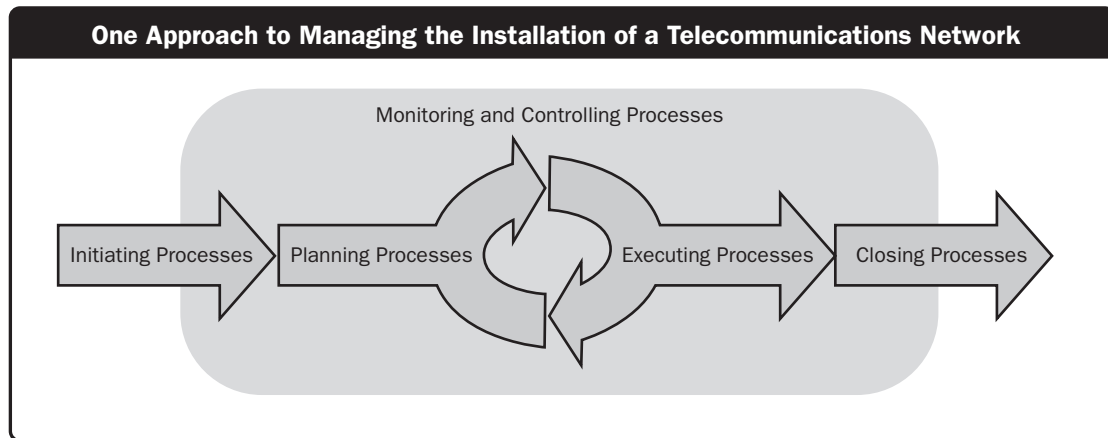 One Approach to Managing the Installation of a Telecommunications Network
Monitoring and Controlling Processes
Initiating Processes
Planning Processes
Executing Processes
Closing Processes